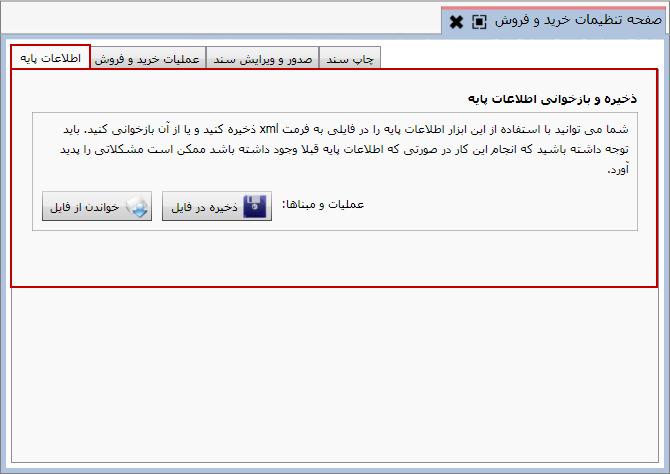 صفحه تنظیمات خرید و فروش
چاپ سند
صدور و ویرایش سند
عملیات خرید و فروش
اطلاعات پایه
ذخیره و بازخوانی اطلاعات پایه
شما می توانید با استفاده از این ابزار اطلاعات پایه را در فایلی به فرمت xml ذخیره کنید و یا از آن بازخوانی کنید. باید
توجه داشته باشید که انجام این کار در صورتی که اطلاعات پایه قبلا وجود داشته باشد ممکن است مشکلاتی را پدید
آورد.
عملیات و مبناها:
ذخیره در فایل
خواندن از فایل